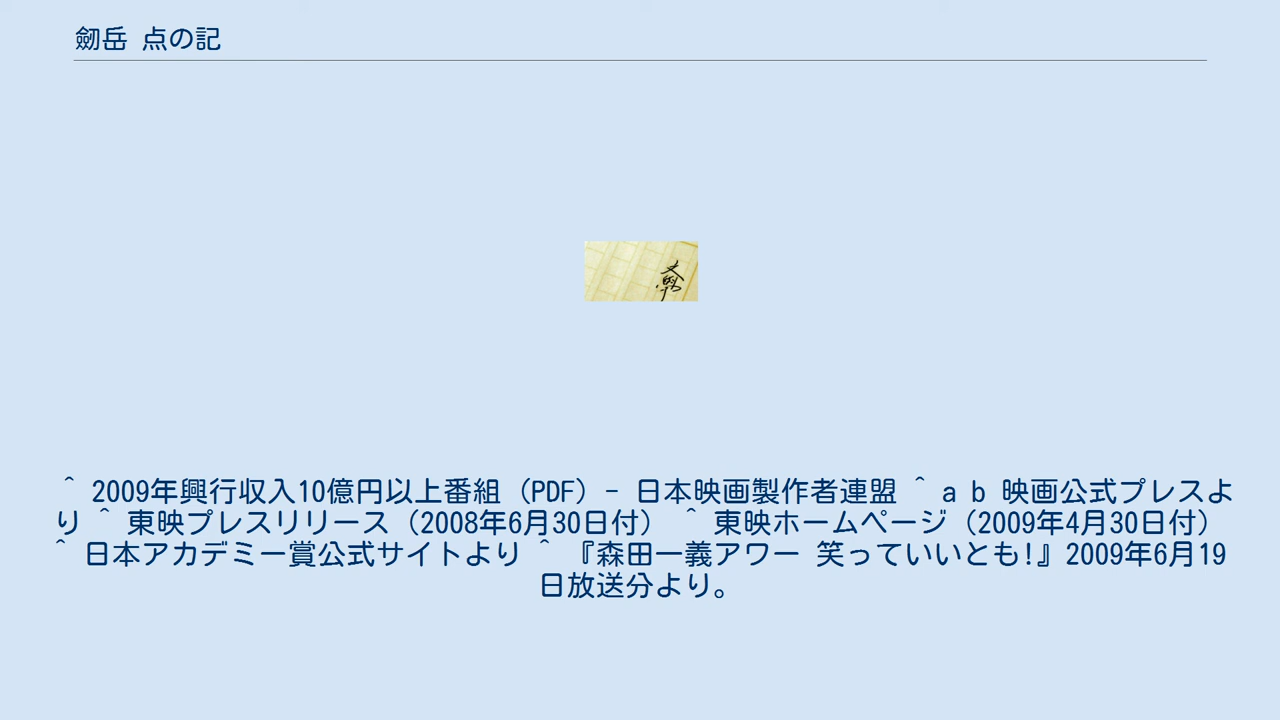 劒岳 点の記
^ 2009年興行収入10億円以上番組（PDF）- 日本映画製作者連盟 ^ a b 映画公式プレスよ
り ^ 東映プレスリリース（2008年6月30日付） ^ 東映ホームページ（2009年4月30日付）
^ 日本アカデミー賞公式サイトより ^ 『森田一義アワー 笑っていいとも!』2009年6月19
日放送分より。